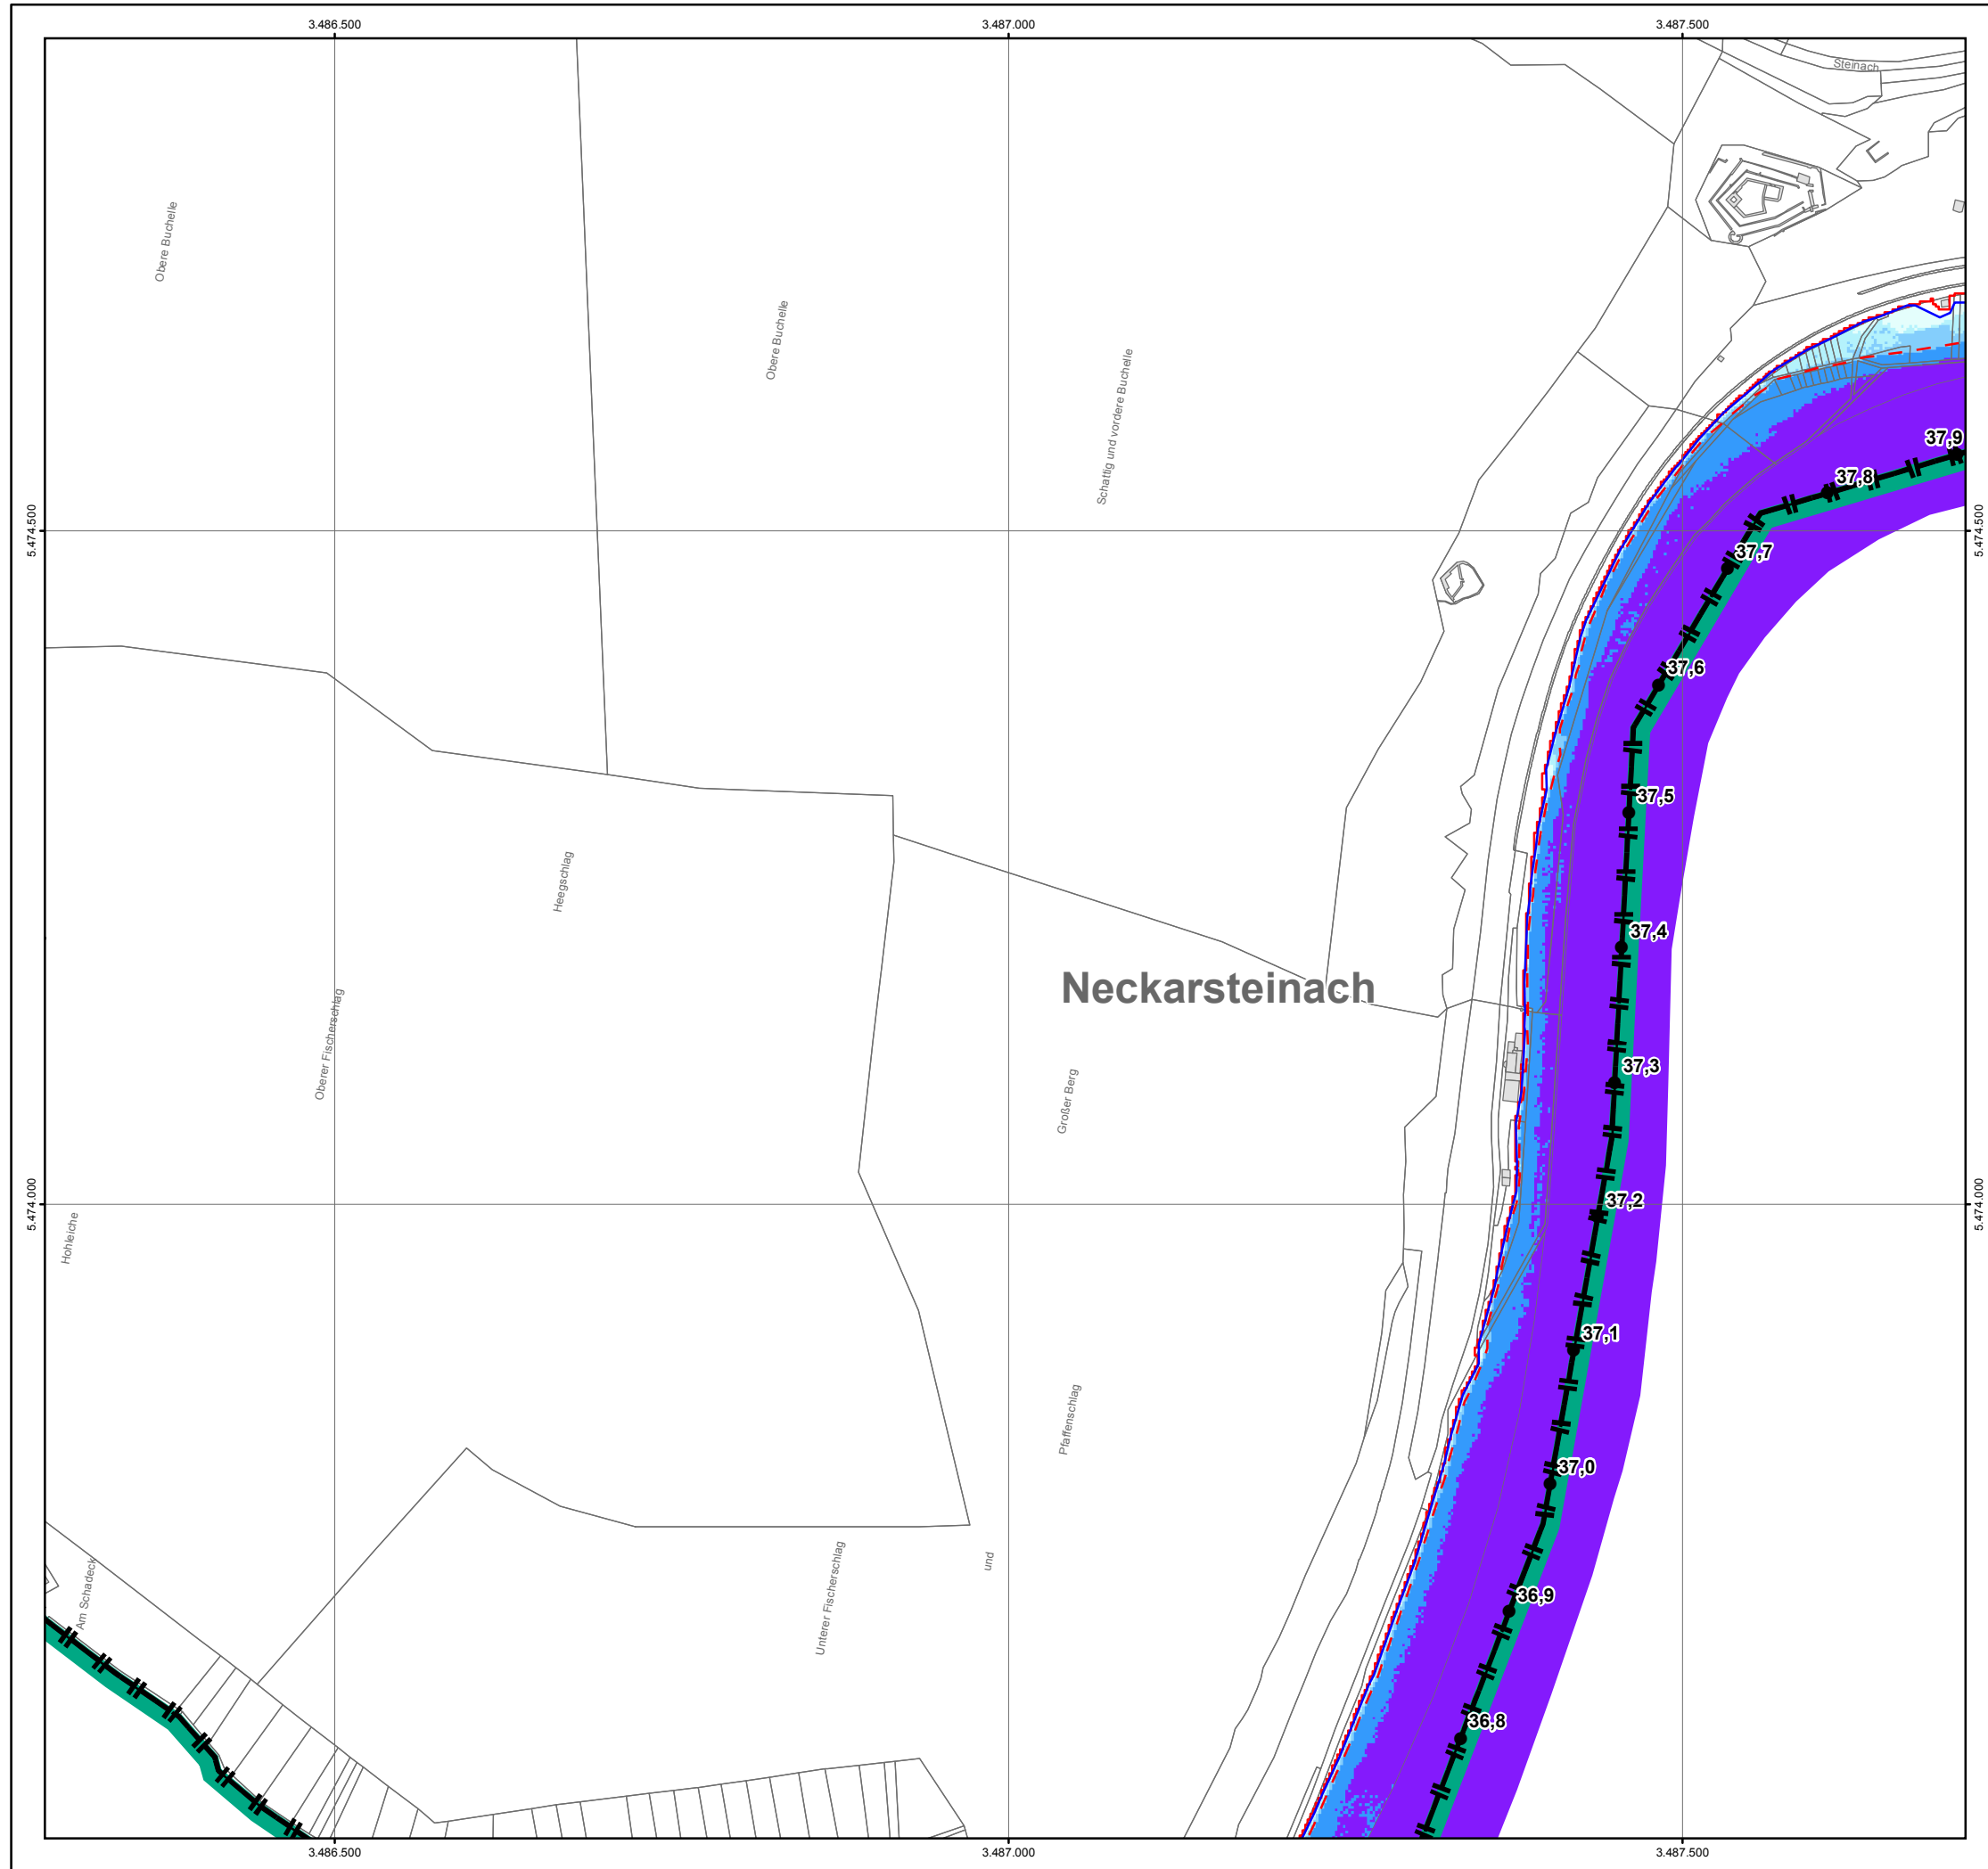 3.486.500
3.487.000
3.487.500
Steinach
Obere Buchelle
Obere Buchelle
Schattig und vordere Buchelle
37,9
37,8
5.474.500
5.474.500
37,7
37,6
37,5
Heegschlag
37,4
Neckarsteinach
Oberer Fischerschlag
Großer Berg
37,3
5.474.000
5.474.000
37,2
Hohleiche
37,1
Pfaffenschlag
37,0
Am Schadeck
Unterer Fischerschlag
und
36,9
36,8
3.486.500
3.487.000
3.487.500